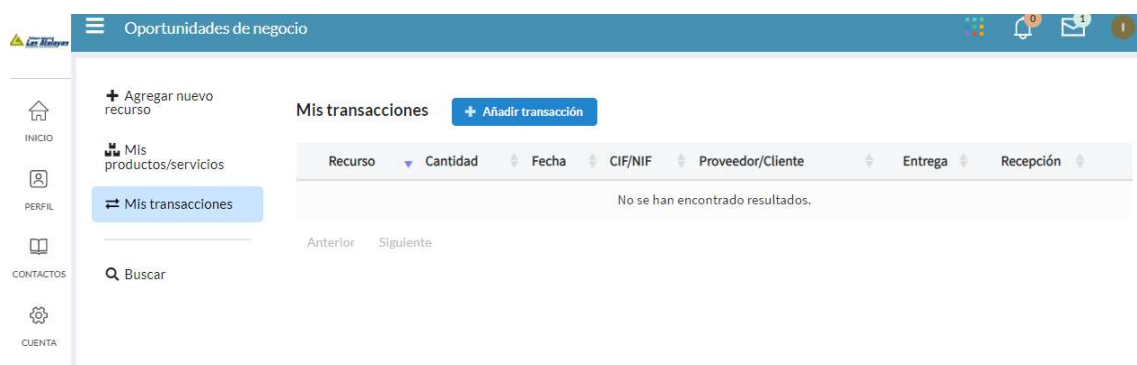 Las Atalayas
Oportunidades de negocio
0
1
I
INICIO
PERFIL
CONTACTOS
CUENTA
Agregar nuevo
recurso
Mis
productos/servicios
Mis transacciones
Buscar
Mis transacciones
Añadir transacción
Recurso Cantidad Fecha CIF/NIF Proveedor/Cliente Entrega Recepción
No se han encontrado resultados.
Anterior Siguiente